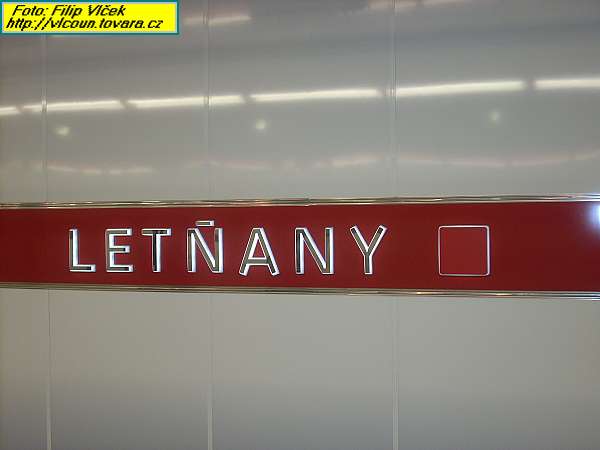 Foto: Filip Vlček
http://vlcoun.tovara.cz
LETŇANY